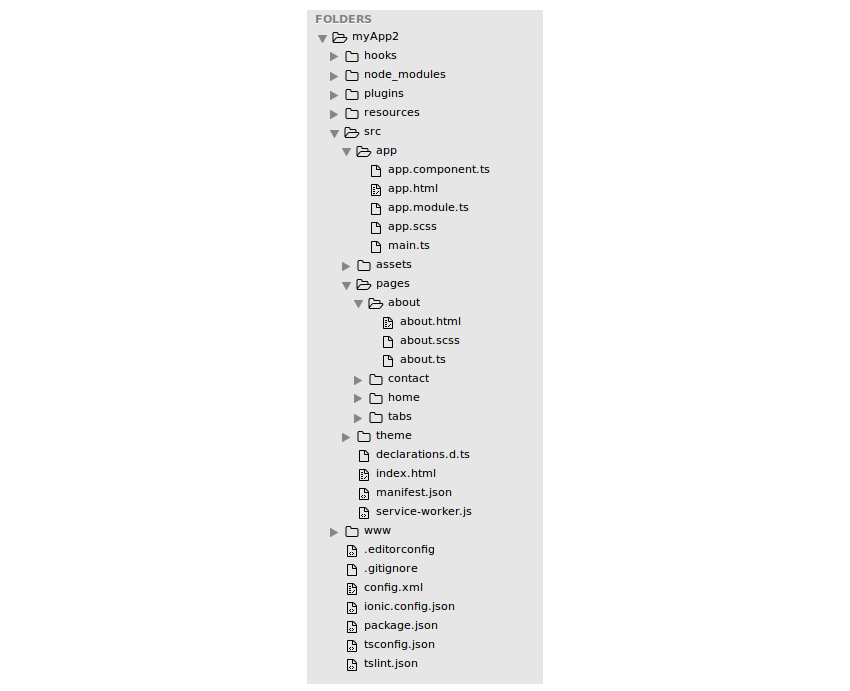 FOLDERS
myApp2
hooks
node_modules
plugins
resources
src
app
app.component.ts
app.html
app.module.ts
app.scss
main.ts
assets
pages
about
about.html
about.scss
about.ts
contact
home
tabs
theme
declarations.d.ts
index.html
manifest.json
service-worker.js
www
.editorconfig
.gitignore
config.xml
ionic.config.json
package.json
tsconfig.json
tslint.json